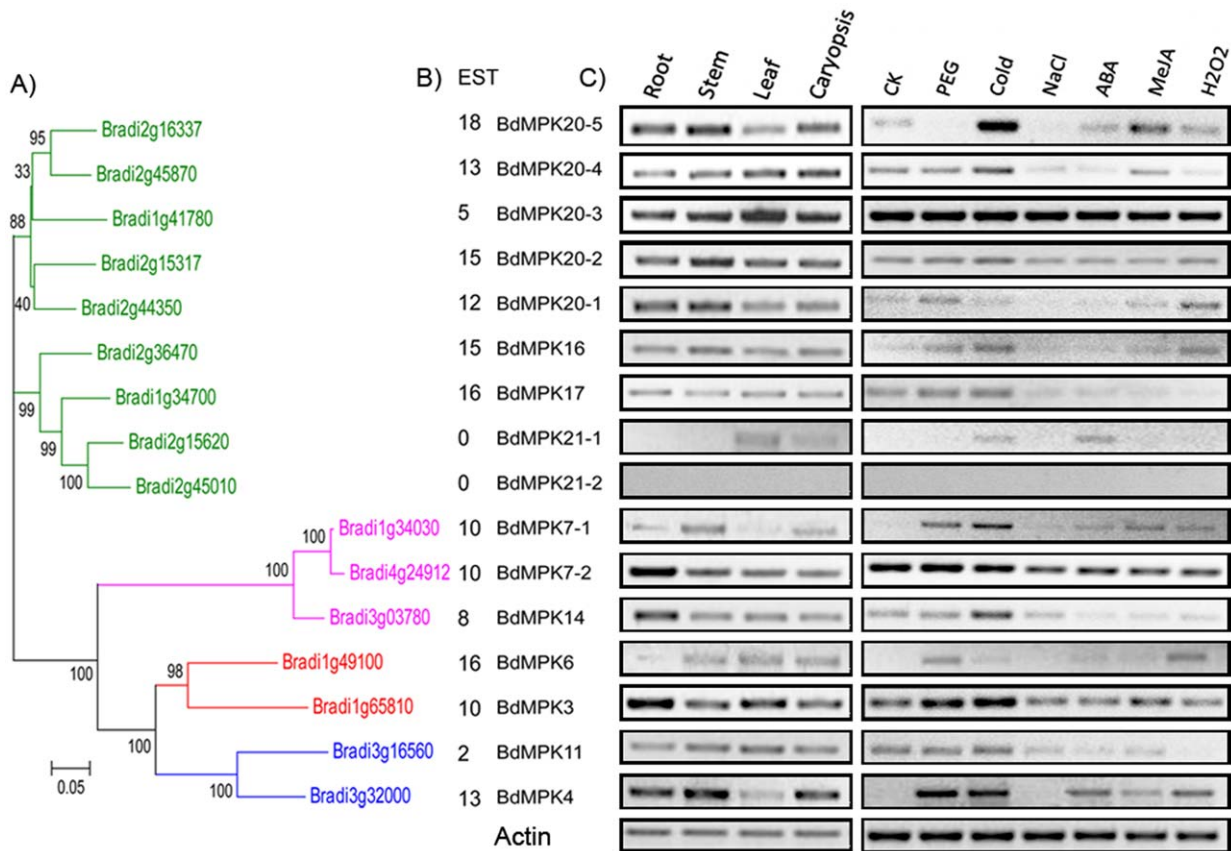 A)
B) EST
C)
Root Stem Leaf Caryopsis CK PEG Cold NaCl ABA MeJA H2O2
95 Bradi2g16337 18 BdMPK20-5
33 Bradi2g45870 13 BdMPK20-4
88 Bradi1g41780 5 BdMPK20-3
Bradi2g15317 15 BdMPK20-2
40 Bradi2g44350 12 BdMPK20-1
Bradi2g36470 15 BdMPK16
99 Bradi1g34700 16 BdMPK17
99 Bradi2g15620 0 BdMPK21-1
100 Bradi2g45010 0 BdMPK21-2
100 Bradi1g34030 10 BdMPK7-1
100 Bradi4g24912 10 BdMPK7-2
Bradi3g03780 8 BdMPK14
100 98 Bradi1g49100 16 BdMPK6
Bradi1g65810 10 BdMPK3
100 Bradi3g16560 2 BdMPK11
0.05 100 Bradi3g32000 13 BdMPK4
Actin